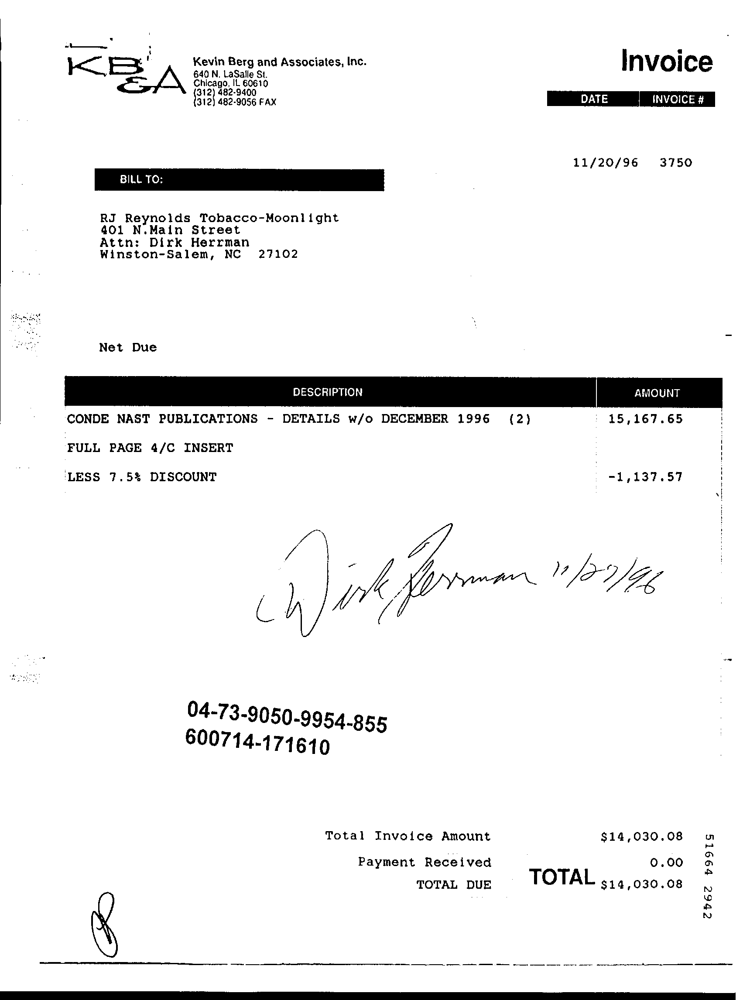 KB
&A
Kevin Berg and Associates, Inc.
640 N. LaSalle St.
Chicago, IL 60610
(312) 482-9400
(312) 482-9056 FAX
Invoice
DATE INVOICE #
11/20/96 3750
BILL TO:
RJ Reynolds Tobacco-Moonlight
401 N.Main Street
Attn: Dirk Herrman
Winston-Salem, NC 27102
Net Due
DESCRIPTION AMOUNT
CONDE NAST PUBLICATIONS - DETAILS w/o DECEMBER 1996 (2) 15,167.65
FULL PAGE 4/C INSERT
LESS 7.5% DISCOUNT -1,137.57
Dirk Herrman 11/27/96
04-73-9050-9954-855
600714-171610
Total Invoice Amount $14,030.08
Payment Received 0.00
TOTAL DUE TOTAL $14,030.08
51664 2942